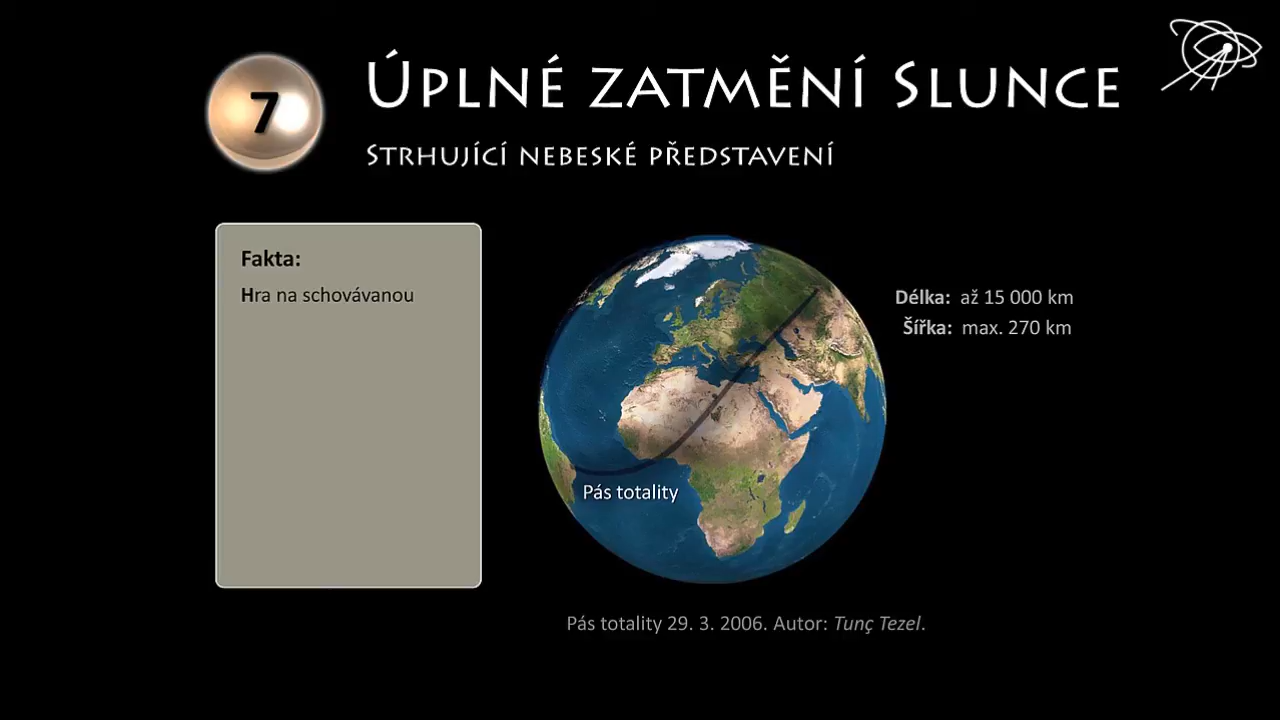 7
Úplné zatmění Slunce
Strhující nebeské představení
Fakta:
Hra na schovávanou
Délka: až 15 000 km
Šířka: max. 270 km
Pás totality
Pás totality 29. 3. 2006. Autor: Tunç Tezel.